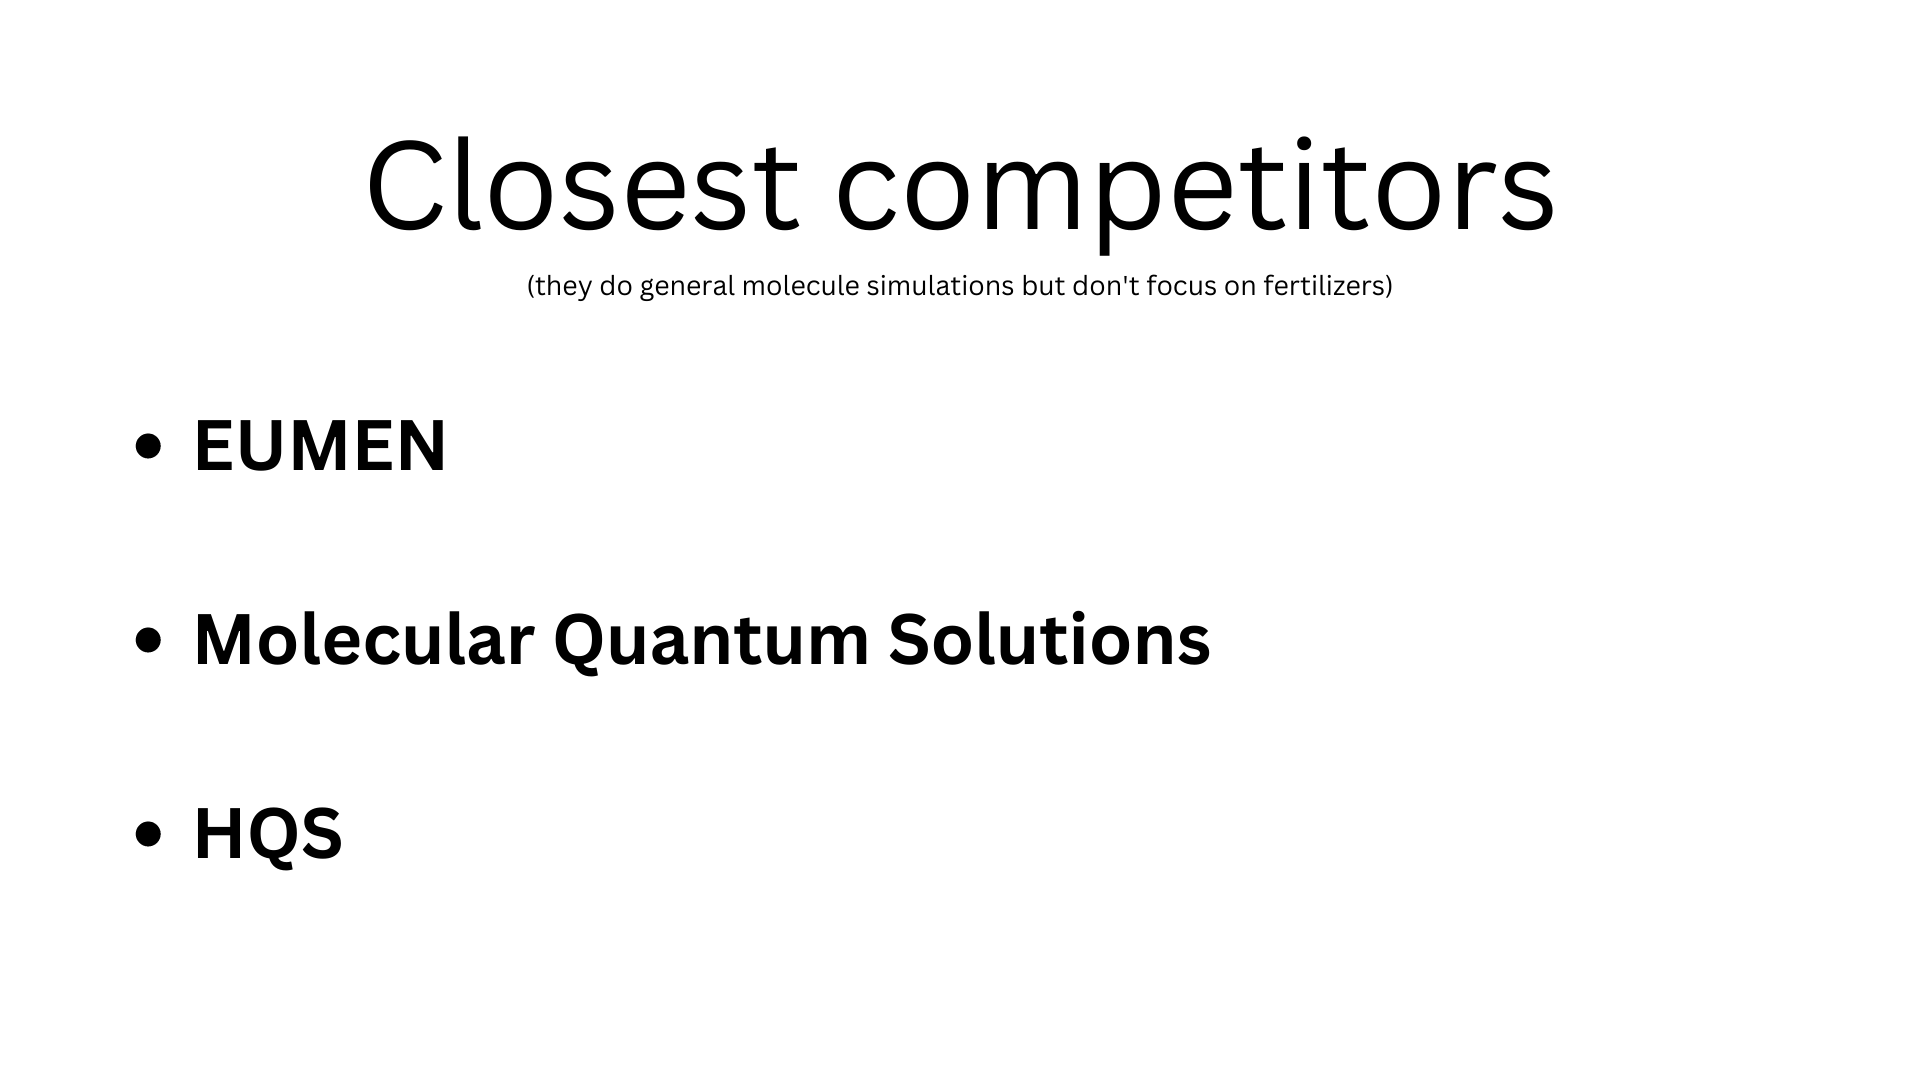 Closest competitors
(they do general molecule simulations but don't focus on fertilizers)
• EUMEN
• Molecular Quantum Solutions
• HQS